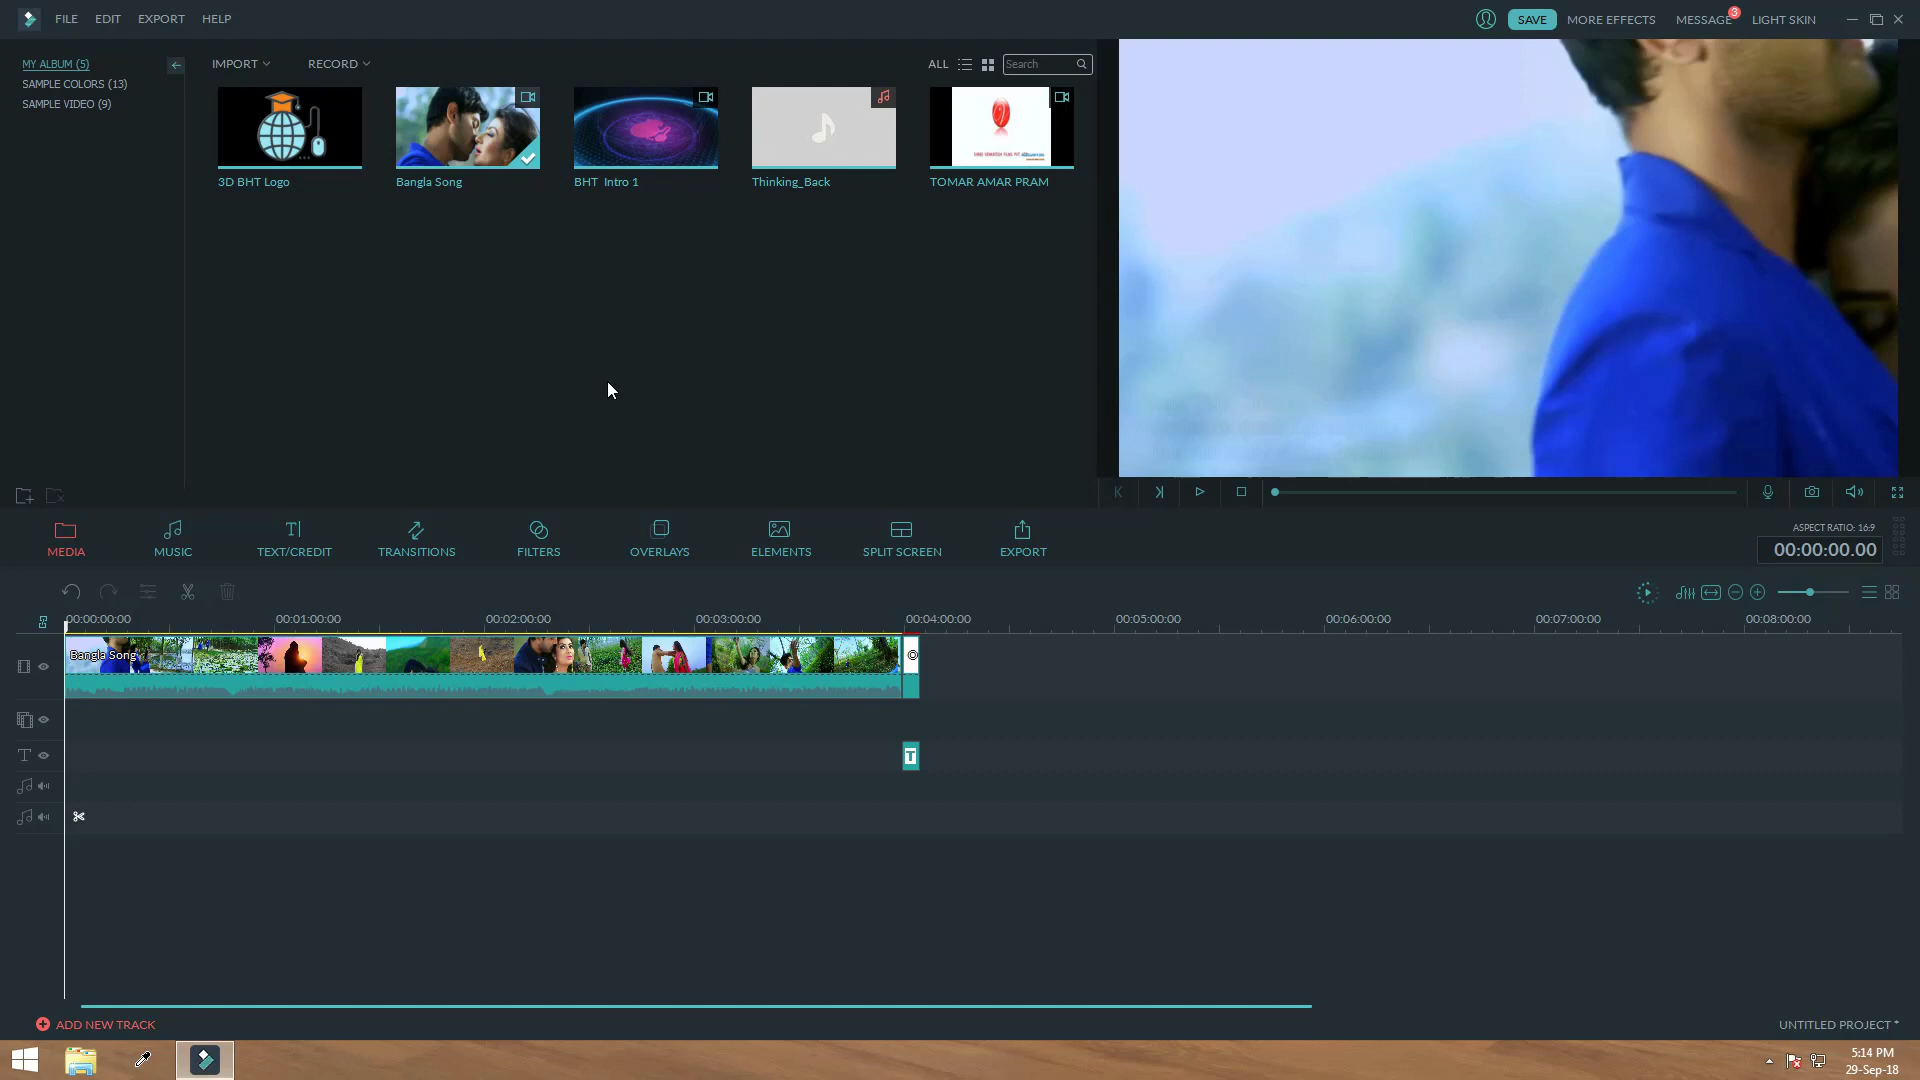 FILE EDIT EXPORT HELP
SAVE MORE EFFECTS MESSAGE 3 LIGHT SKIN
MY ALBUM (5)
SAMPLE COLORS (13)
SAMPLE VIDEO (9)
IMPORT RECORD ALL Search
3D BHT Logo Bangla Song BHT Intro 1 Thinking_Back TOMAR AMAR PRAM
MEDIA MUSIC TEXT/CREDIT TRANSITIONS FILTERS OVERLAYS ELEMENTS SPLIT SCREEN EXPORT
ASPECT RATIO: 16:9
00:00:00.00
00:00:00:00 00:01:00:00 00:02:00:00 00:03:00:00 00:04:00:00 00:05:00:00 00:06:00:00 00:07:00:00 00:08:00:00
Bangla Song
T
ADD NEW TRACK
UNTITLED PROJECT *
5:14 PM
29-Sep-18